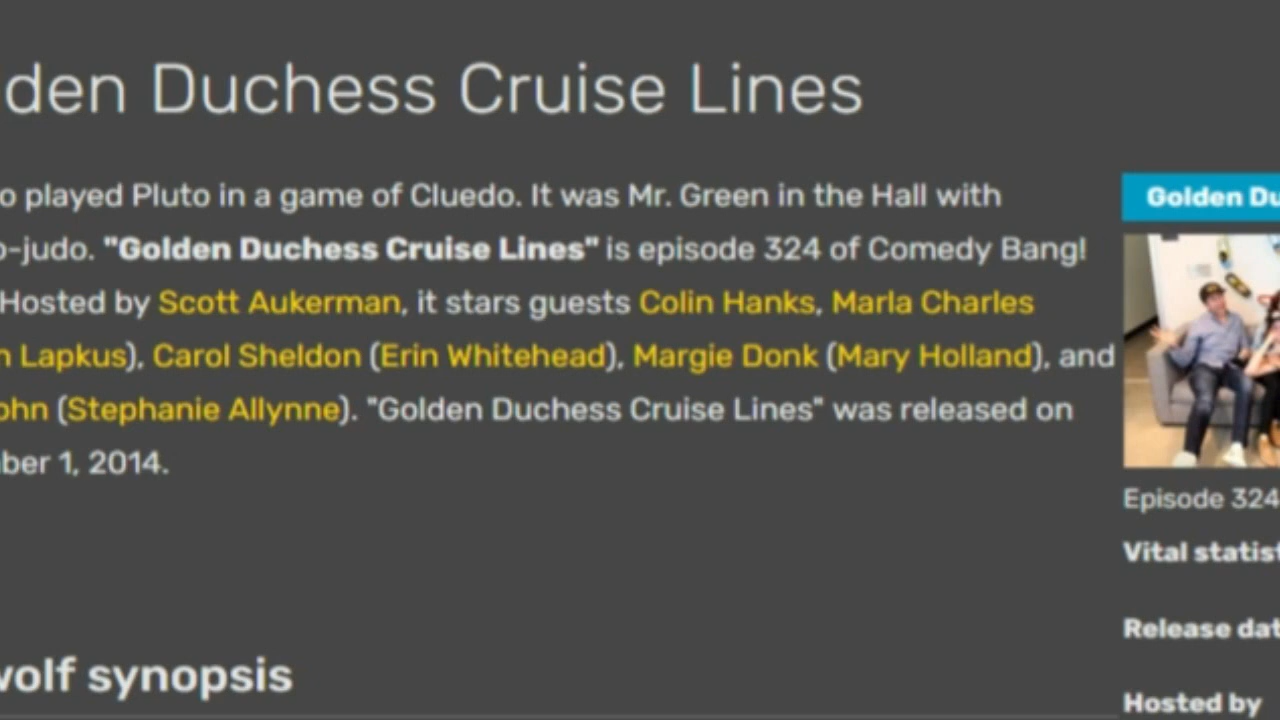 den Duchess Cruise Lines
o played Pluto in a game of Cluedo. It was Mr. Green in the Hall with
o-judo. "Golden Duchess Cruise Lines" is episode 324 of Comedy Bang!
Hosted by Scott Aukerman, it stars guests Colin Hanks, Marla Charles
n Lapkus), Carol Sheldon (Erin Whitehead), Margie Donk (Mary Holland), and
ohn (Stephanie Allynne). "Golden Duchess Cruise Lines" was released on
ber 1, 2014.
wolf synopsis
Golden Du
Episode 324
Vital statist
Release dat
Hosted by